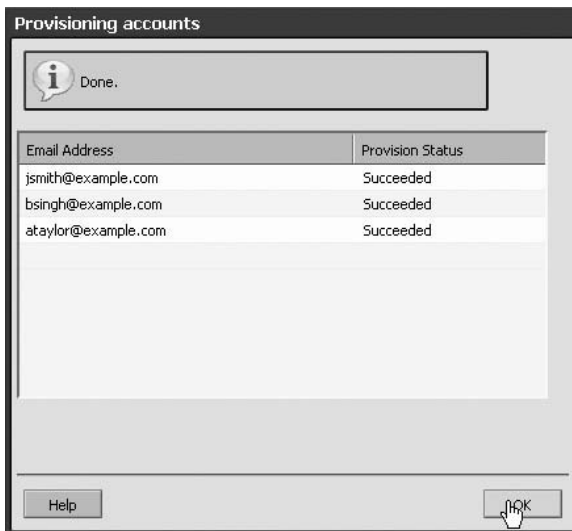 Provisioning accounts
Done.
Email Address Provision Status
jsmith@example.com Succeeded
bsingh@example.com Succeeded
ataylor@example.com Succeeded
Help OK